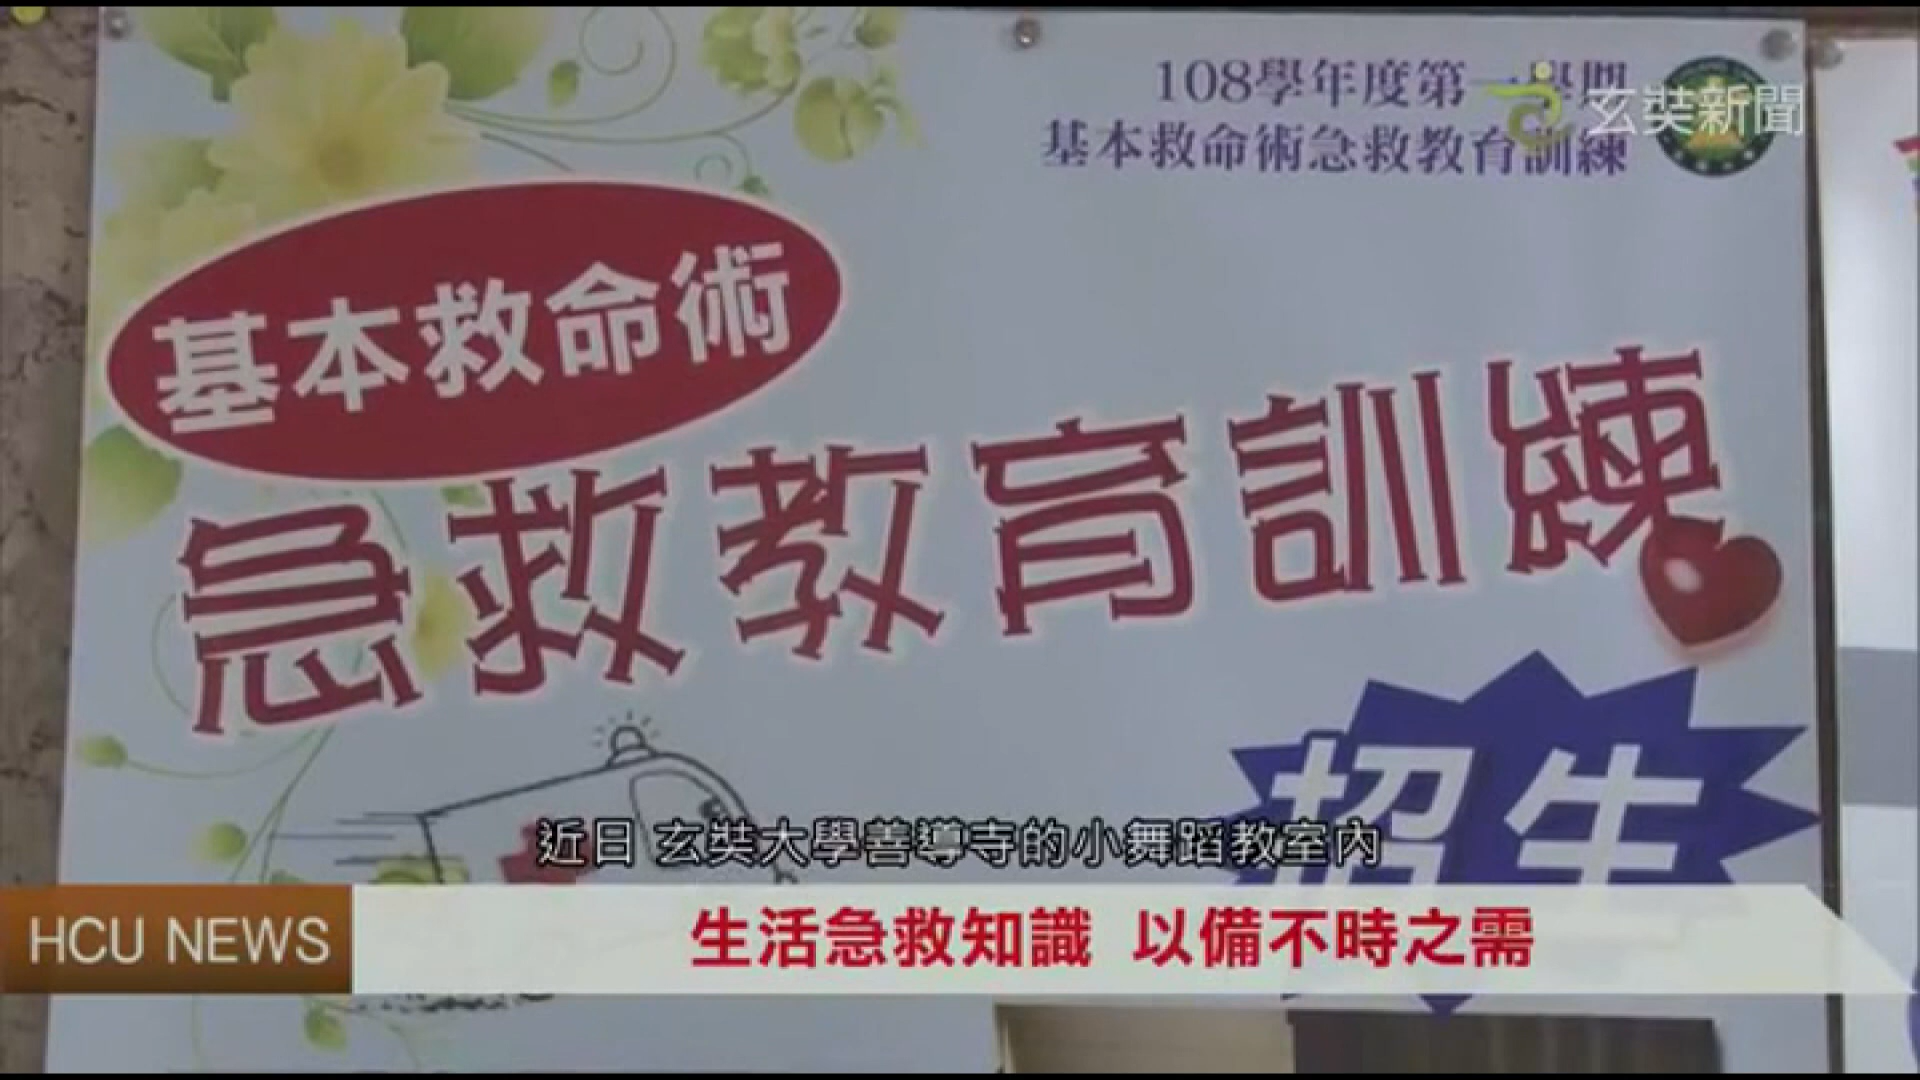 108學年度第一學期
玄奘新聞
基本救命術急救教育訓練
基本救命術
急救教育訓練
招生
近日 玄奘大學善導寺的小舞蹈教室內
HCU NEWS
生活急救知識 以備不時之需